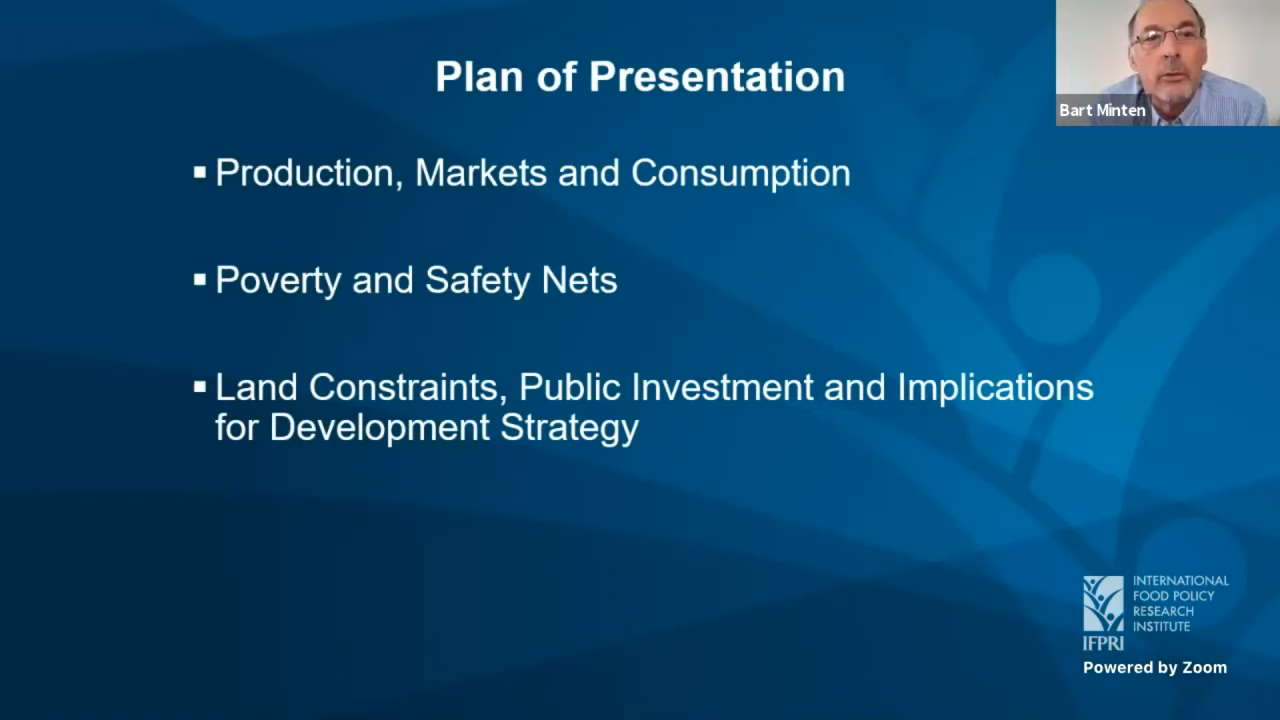 Plan of Presentation
Bart Minten
▪ Production, Markets and Consumption
▪ Poverty and Safety Nets
▪ Land Constraints, Public Investment and Implications
for Development Strategy
INTERNATIONAL
FOOD POLICY
RESEARCH
INSTITUTE
IFPRI
Powered by Zoom